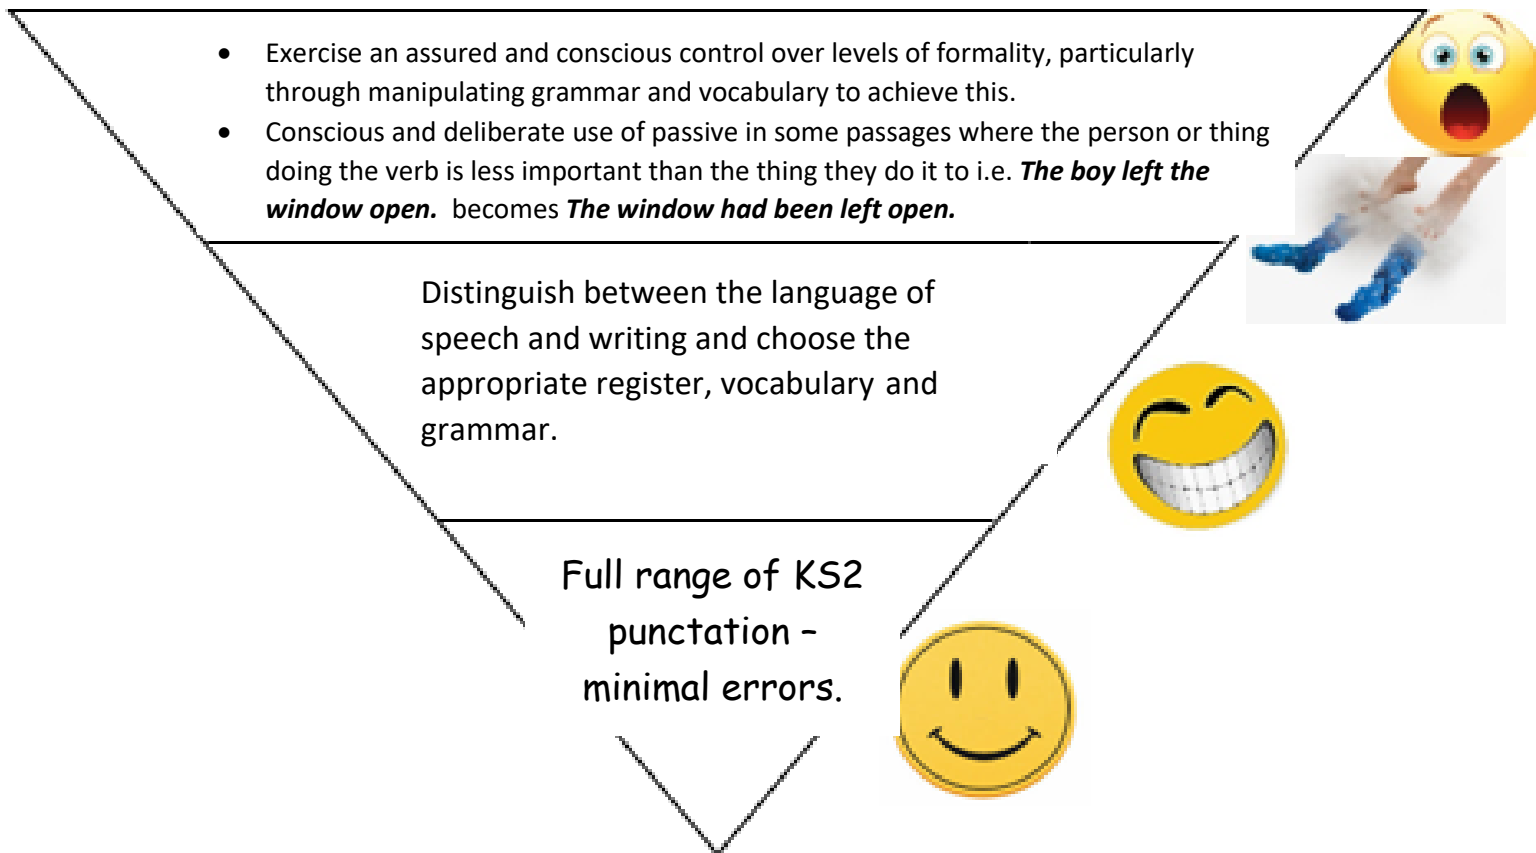 • Exercise an assured and conscious control over levels of formality, particularly
through manipulating grammar and vocabulary to achieve this.
• Conscious and deliberate use of passive in some passages where the person or thing
doing the verb is less important than the thing they do it to i.e. The boy left the
window open. becomes The window had been left open.
Distinguish between the language of
speech and writing and choose the
appropriate register, vocabulary and
grammar.
Full range of KS2
punctation –
minimal errors.